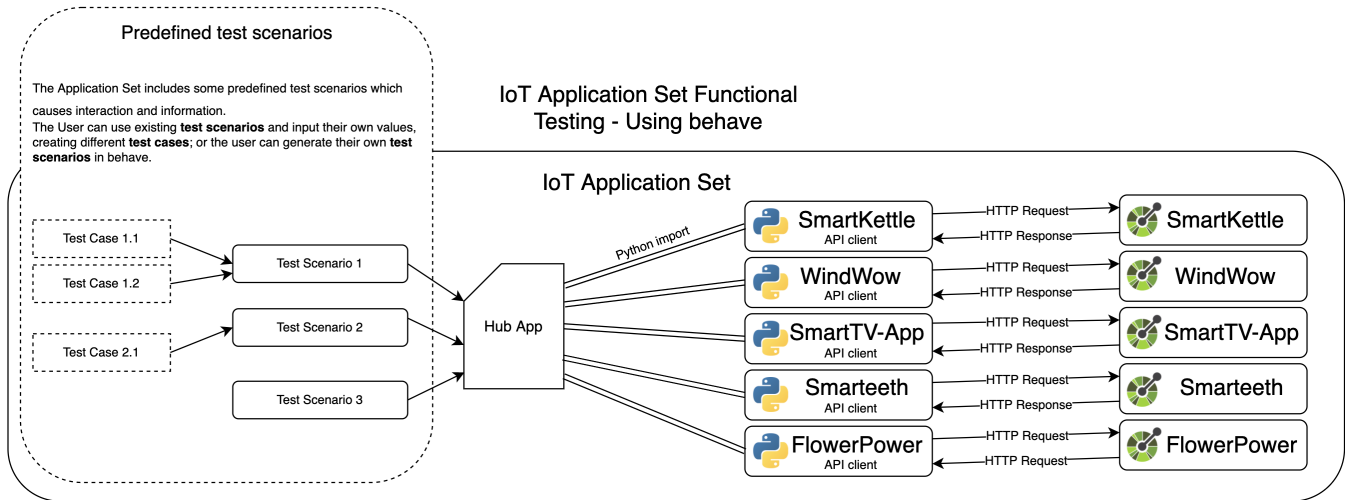 Predefined test scenarios
The Application Set includes some predefined test scenarios which
causes interaction and information.
The User can use existing test scenarios and input their own values,
creating different test cases; or the user can generate their own test
scenarios in behave.
IoT Application Set Functional
Testing - Using behave
IoT Application Set
Test Case 1.1
Test Case 1.2
Test Case 2.1
Test Scenario 1
Test Scenario 2
Test Scenario 3
Hub App
Python import
SmartKettle
API client
HTTP Request
HTTP Response
SmartKettle
WindWow
API client
HTTP Request
HTTP Response
WindWow
SmartTV-App
API client
HTTP Request
HTTP Response
SmartTV-App
Smarteeth
API client
HTTP Request
HTTP Response
Smarteeth
FlowerPower
API client
HTTP Request
HTTP Request
FlowerPower